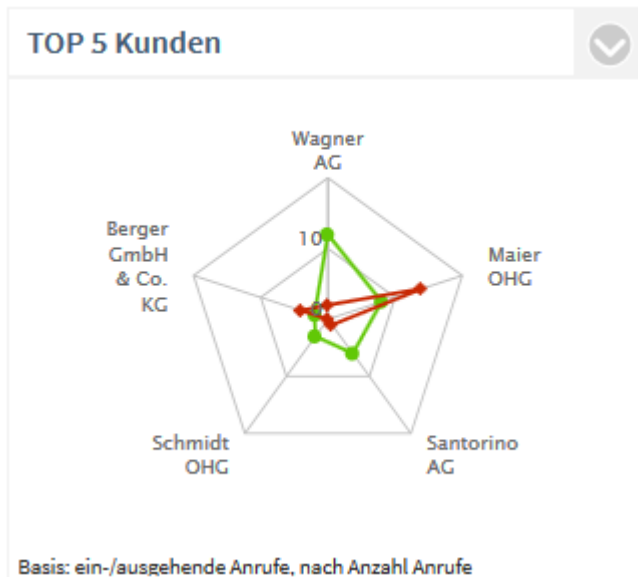 TOP 5 Kunden
Wagner
AG
10
Maier
OHG
Berger
GmbH
& Co.
KG
0
Santorino
AG
Schmidt
OHG
Basis: ein-/ausgehende Anrufe, nach Anzahl Anrufe